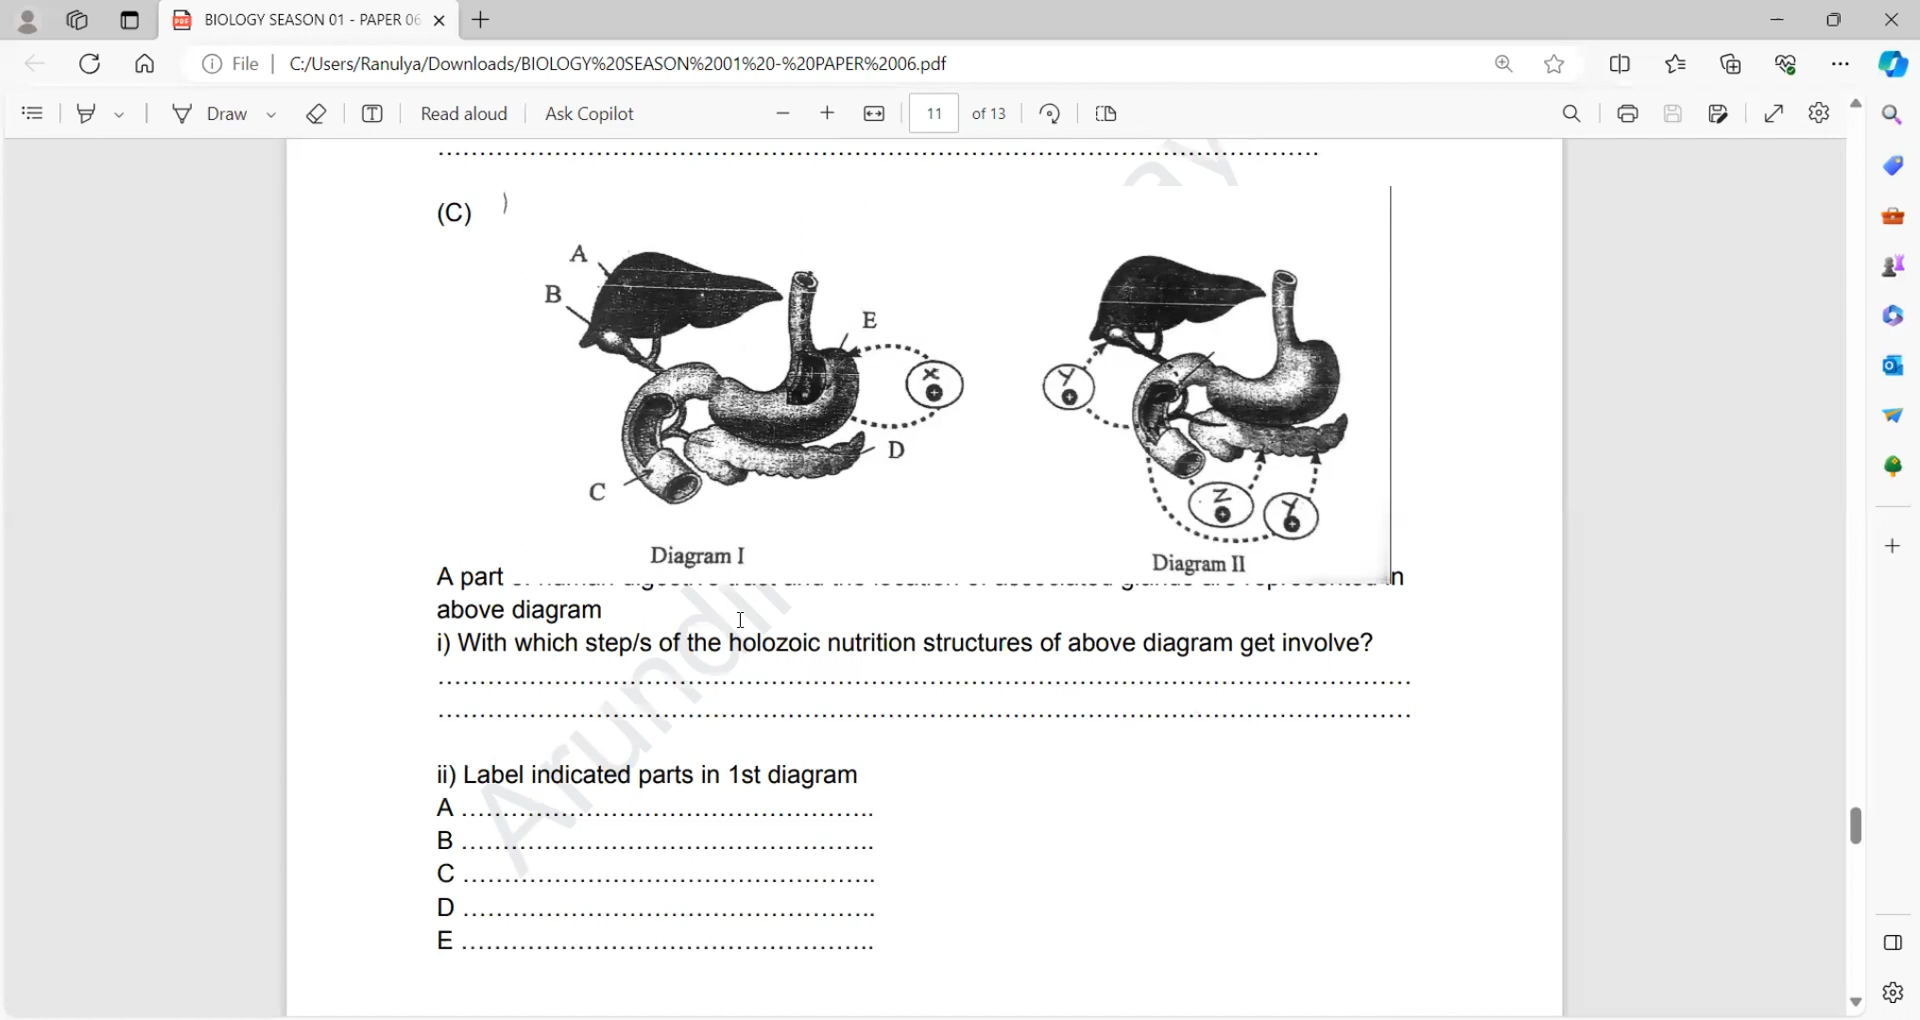 BIOLOGY SEASON 01 - PAPER 06
File
C:/Users/Ranulya/Downloads/BIOLOGY%20SEASON%2001%20-%20PAPER%2006.pdf
Draw
Read aloud
Ask Copilot
11 of 13
(C)
A
B
E
X
+
D
C
Y
+
Z
+
Y
+
Diagram I
Diagram II
A part
n
above diagram
i) With which step/s of the holozoic nutrition structures of above diagram get involve?
........................................................................................
........................................................................................
ii) Label indicated parts in 1st diagram
A ................................................
B ................................................
C ................................................
D ................................................
E ................................................